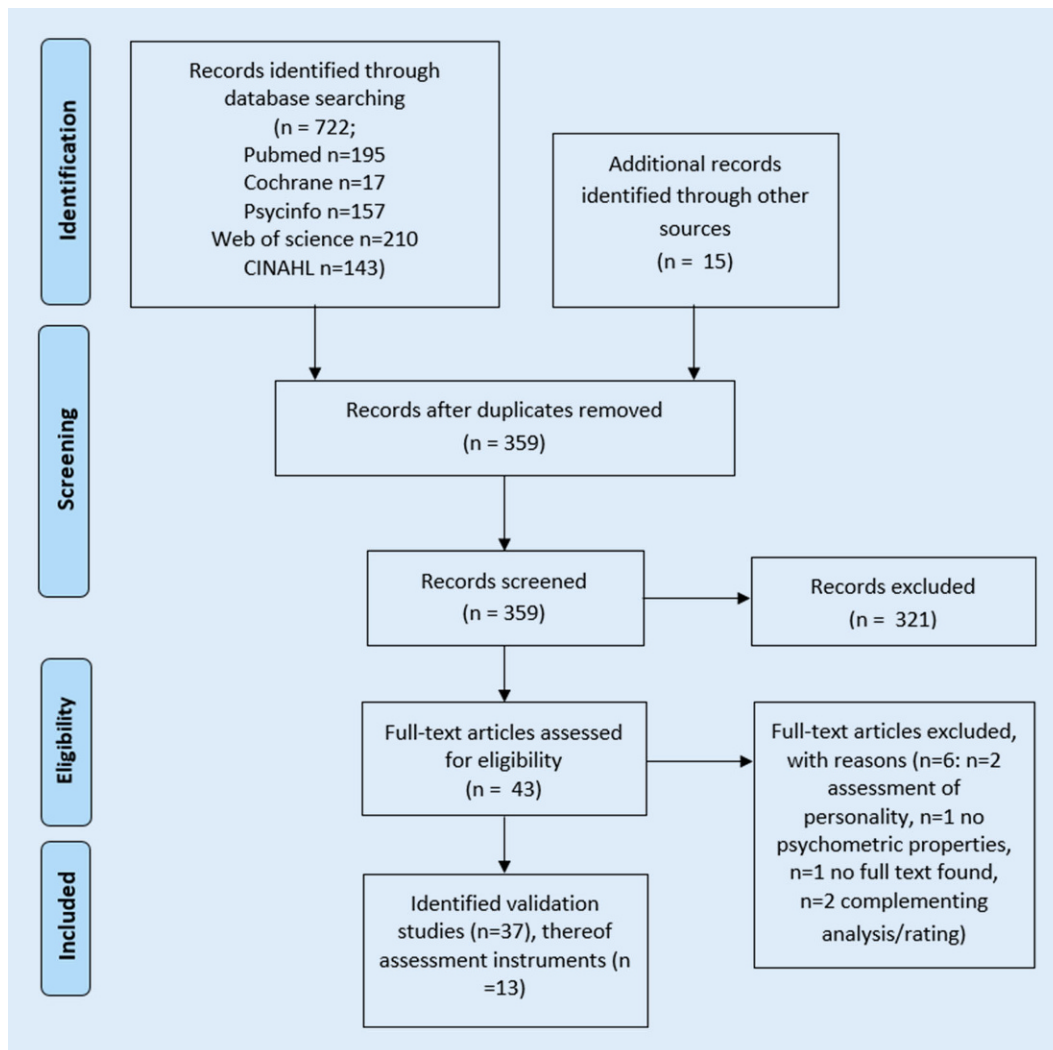 Identification
Records identified through
database searching
(n = 722;
Pubmed n=195
Cochrane n=17
Psycinfo n=157
Web of science n=210
CINAHL n=143)
Additional records
identified through other
sources
(n =  15)
Screening
Records after duplicates removed
(n = 359)
Records screened
(n = 359)
Records excluded
(n =  321)
Eligibility
Full-text articles assessed
for eligibility
(n =  43)
Full-text articles excluded,
with reasons (n=6: n=2
assessment of
personality, n=1 no
psychometric properties,
n=1 no full text found,
n=2 complementing
analysis/rating)
Included
Identified validation
studies (n=37), thereof
assessment instruments (n
=13)